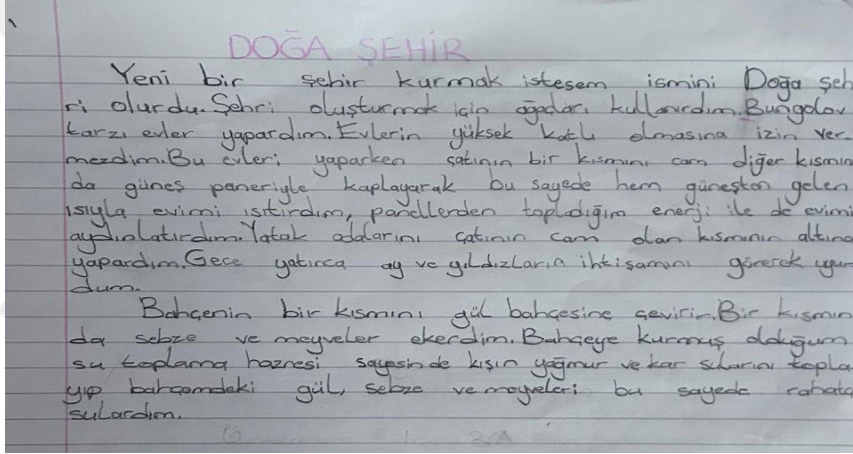 DOĞA ŞEHİR
Yeni bir şehir kurmak istesem ismini Doğa Şeh
ri olurdu. Şehri oluşturmak için ağaçları kullanırdım. Bungolov
tarzı evler yapardım. Evlerin yüksek katlı olmasına izin ver-
mezdim. Bu evleri yaparken çatının bir kısmını cam diğer kısmın
da güneş paneriyle kaplayarak bu sayede hem güneşten gelen
ısıyla evimi ısıtırdım, panellerden topladığım enerji ile de evimi
aydınlatırdım. Yatak odalarını çatının cam olan kısmının altına
yapardım. Gece yatınca ay ve yıldızların ihtişamını görerek uyur
dum.
Bahçenin bir kısmını gül bahçesine çevirir. Bir kısmın
da sebze ve meyveler ekerdim. Bahçeye kurmuş olduğum
su toplama haznesi sayesinde kışın yağmur ve kar sularını topla
yıp bahçemdeki gül, sebze ve meyveleri bu sayede rahatç
sulardım.